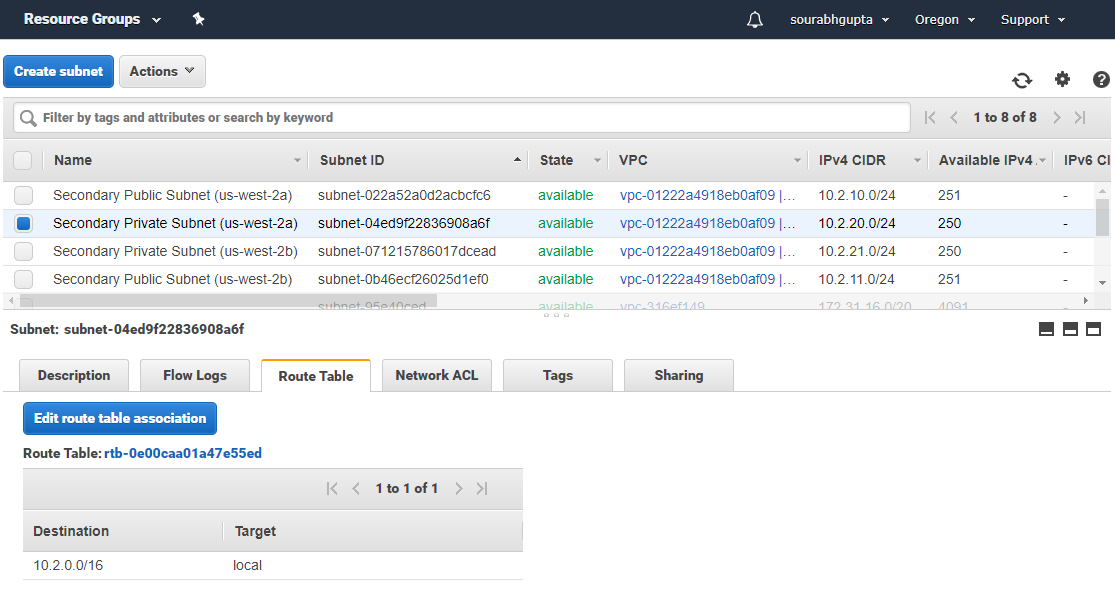 Resource Groups sourabhgupta Oregon Support
Create subnet Actions
Filter by tags and attributes or search by keyword 1 to 8 of 8
Name Subnet ID State VPC IPv4 CIDR Available IPv4 IPv6 CI
Secondary Public Subnet (us-west-2a) subnet-022a52a0d2acbcfc6 available vpc-01222a4918eb0af09 |... 10.2.10.0/24 251 -
Secondary Private Subnet (us-west-2a) subnet-04ed9f22836908a6f available vpc-01222a4918eb0af09 |... 10.2.20.0/24 250 -
Secondary Private Subnet (us-west-2b) subnet-071215786017dcead available vpc-01222a4918eb0af09 |... 10.2.21.0/24 250 -
Secondary Public Subnet (us-west-2b) subnet-0b46ecf26025d1ef0 available vpc-01222a4918eb0af09 |... 10.2.11.0/24 251 -
subnet-95e40ced available vpc-316ef149 172.31.16.0/20 4091 -
Subnet: subnet-04ed9f22836908a6f
Description Flow Logs Route Table Network ACL Tags Sharing
Edit route table association
Route Table: rtb-0e00caa01a47e55ed
1 to 1 of 1
Destination Target
10.2.0.0/16 local